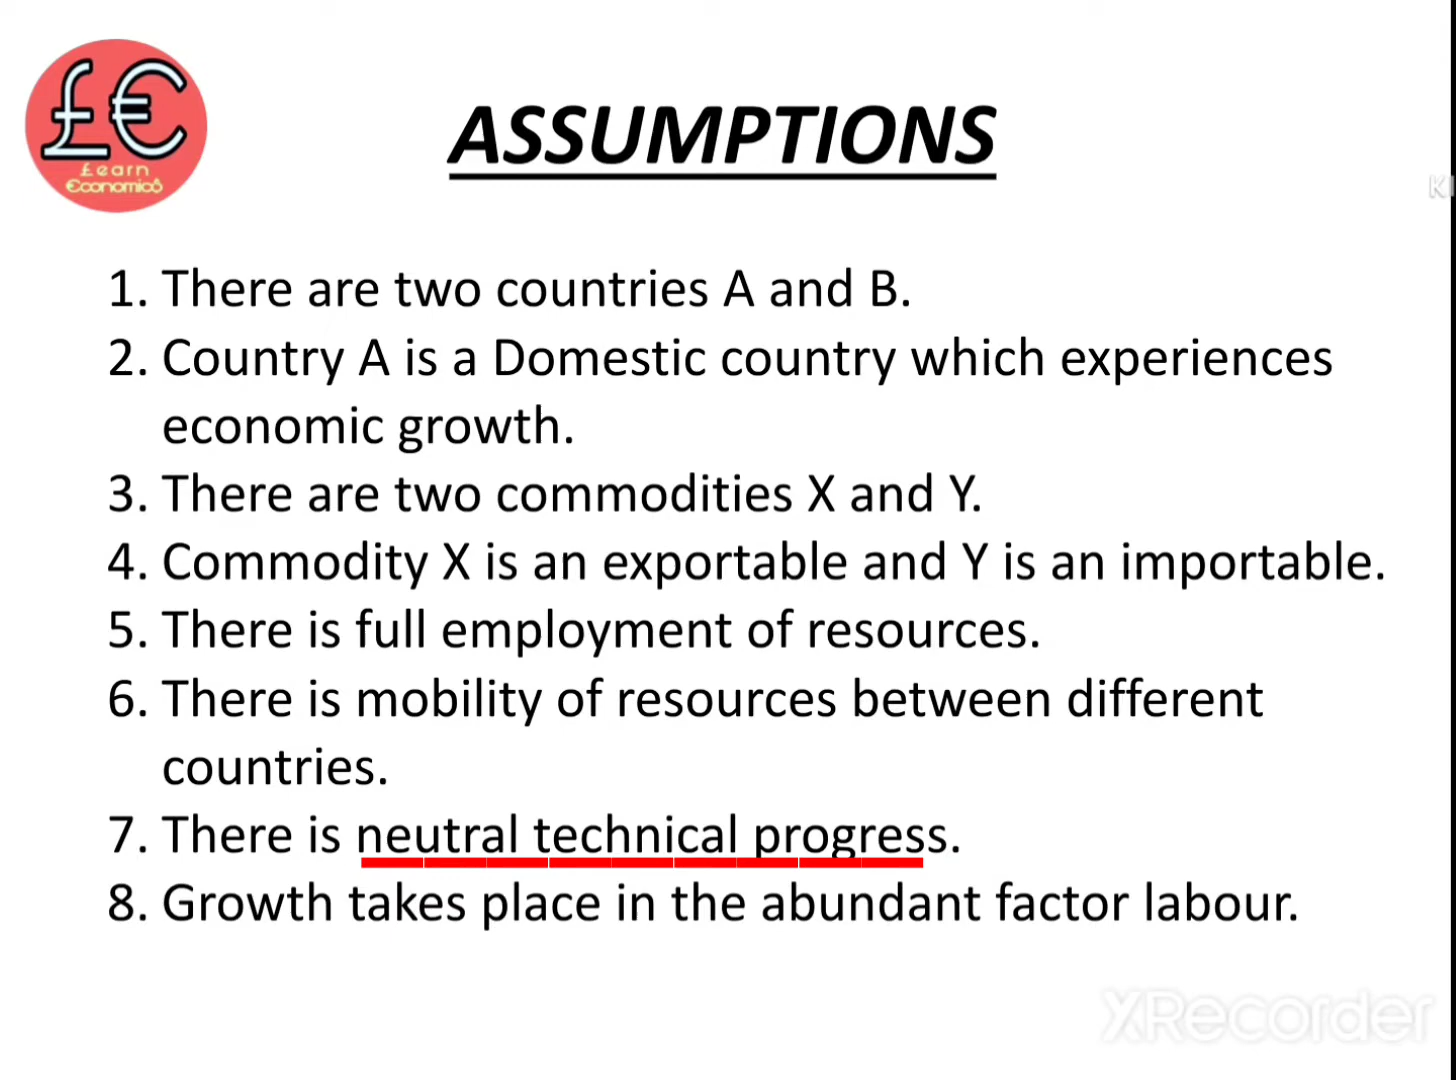 £€
£earn
€conomics
ASSUMPTIONS
1. There are two countries A and B.
2. Country A is a Domestic country which experiences
economic growth.
3. There are two commodities X and Y.
4. Commodity X is an exportable and Y is an importable.
5. There is full employment of resources.
6. There is mobility of resources between different
countries.
7. There is neutral technical progress.
8. Growth takes place in the abundant factor labour.
XRecorder